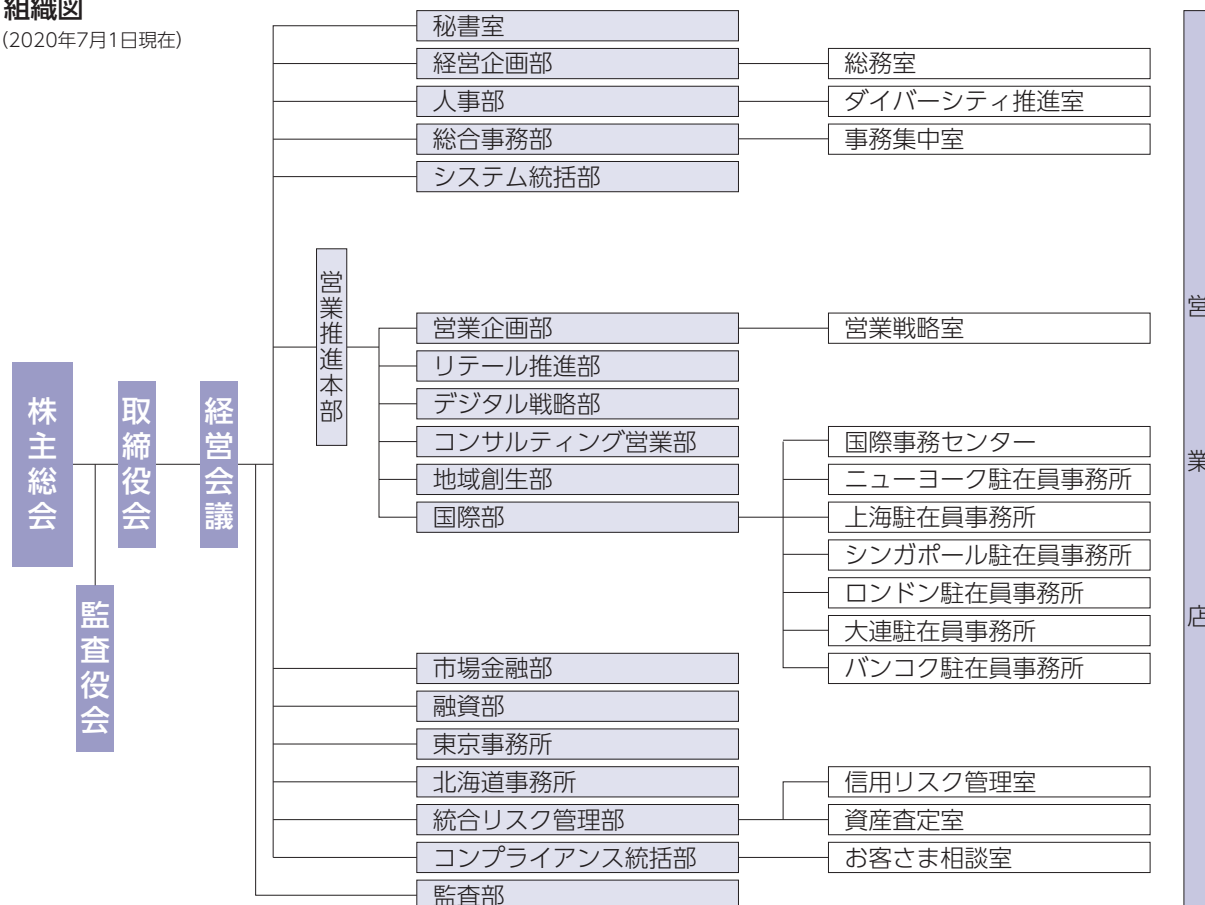 組織図
(2020年7月1日現在)
株主総会
監査役会
取締役会
経営会議
秘書室
経営企画部
総務室
人事部
ダイバーシティ推進室
総合事務部
事務集中室
システム統括部
営業推進本部
営業企画部
営業戦略室
リテール推進部
デジタル戦略部
コンサルティング営業部
地域創生部
国際部
国際事務センター
ニューヨーク駐在員事務所
上海駐在員事務所
シンガポール駐在員事務所
ロンドン駐在員事務所
大連駐在員事務所
バンコク駐在員事務所
市場金融部
融資部
東京事務所
北海道事務所
統合リスク管理部
信用リスク管理室
資産査定室
コンプライアンス統括部
お客さま相談室
監査部
営業店